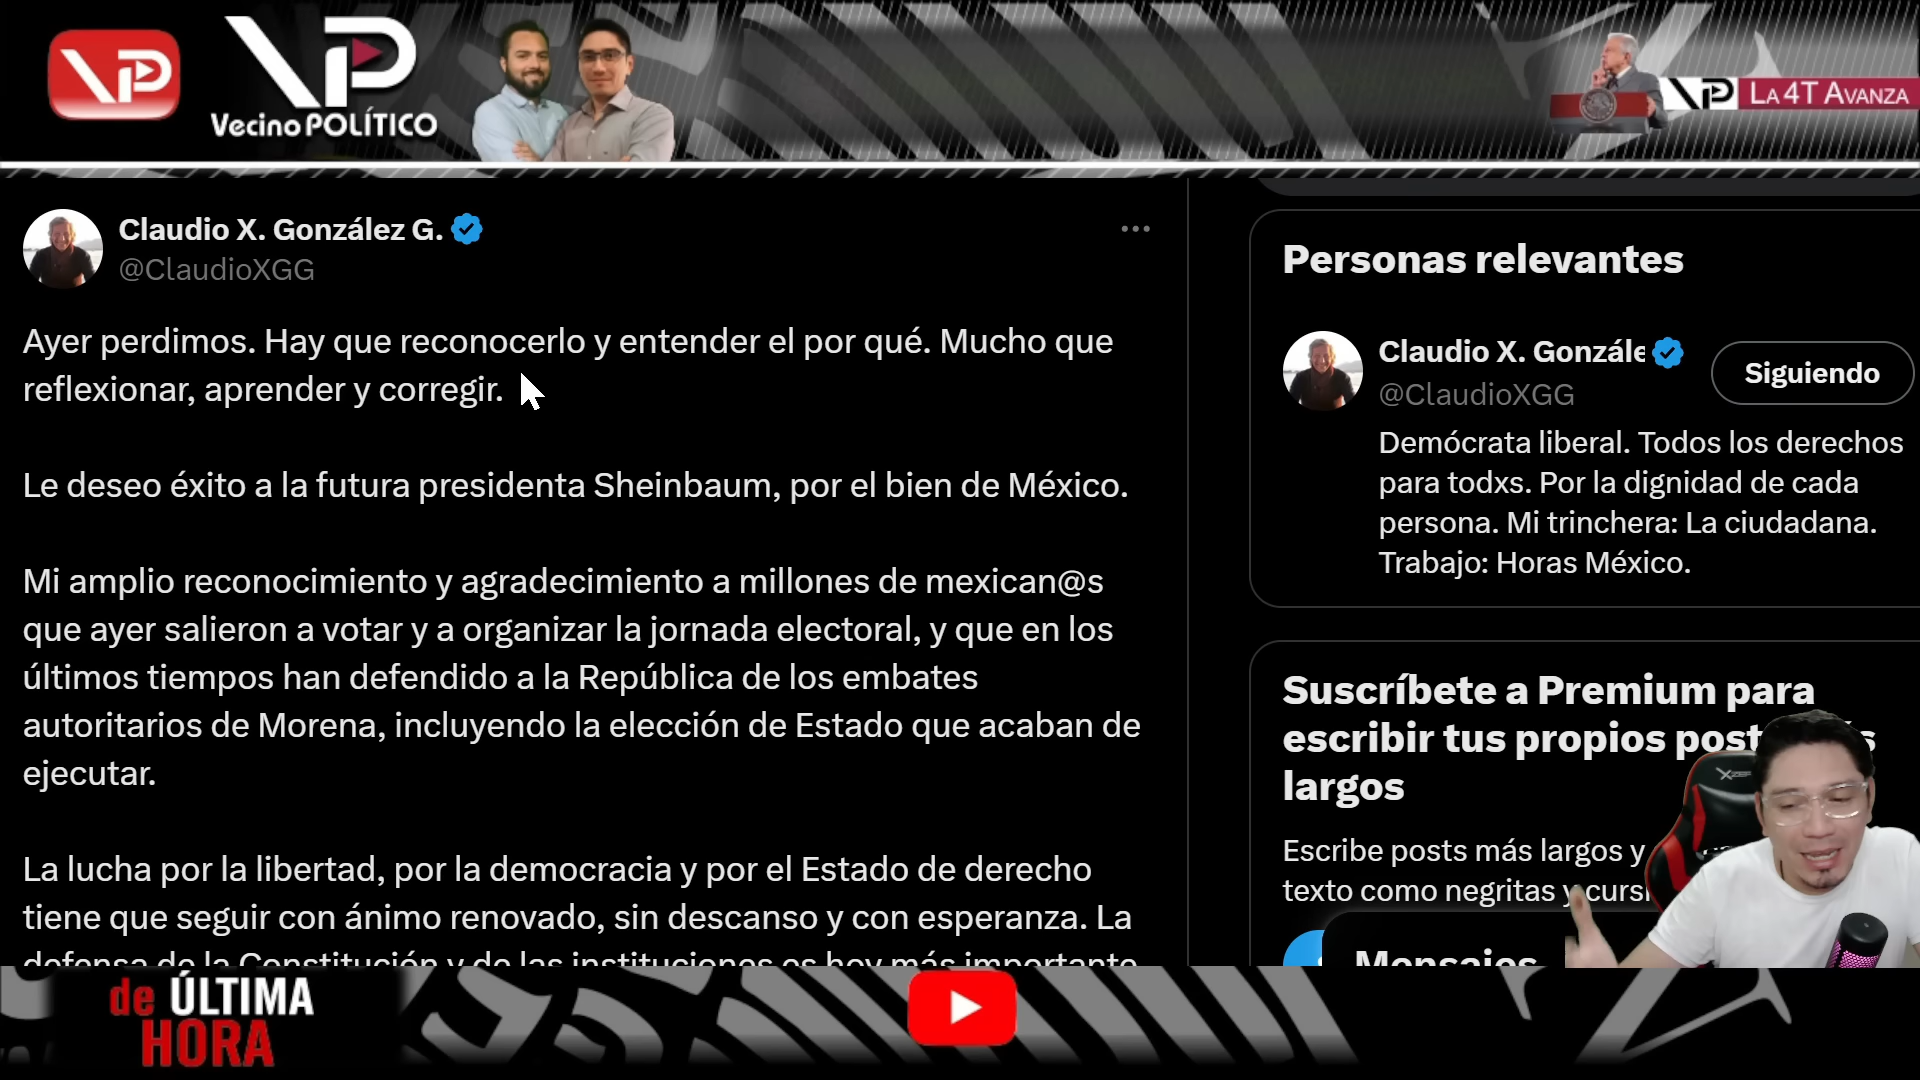 VP
VP
Vecino POLÍTICO
VP LA 4T AVANZA
Claudio X. González G.
@ClaudioXGG
Ayer perdimos. Hay que reconocerlo y entender el por qué. Mucho que
reflexionar, aprender y corregir.
Le deseo éxito a la futura presidenta Sheinbaum, por el bien de México.
Mi amplio reconocimiento y agradecimiento a millones de mexican@s
que ayer salieron a votar y a organizar la jornada electoral, y que en los
últimos tiempos han defendido a la República de los embates
autoritarios de Morena, incluyendo la elección de Estado que acaban de
ejecutar.
La lucha por la libertad, por la democracia y por el Estado de derecho
tiene que seguir con ánimo renovado, sin descanso y con esperanza. La
defensa de la Constitución y de las instituciones es hoy más importante
Personas relevantes
Claudio X. Gonzále
@ClaudioXGG
Siguiendo
Demócrata liberal. Todos los derechos
para todxs. Por la dignidad de cada
persona. Mi trinchera: La ciudadana.
Trabajo: Horas México.
Suscríbete a Premium para
escribir tus propios post
largos
Escribe posts más largos y
texto como negritas y cursi
Mensajes
de ÚLTIMA
HORA